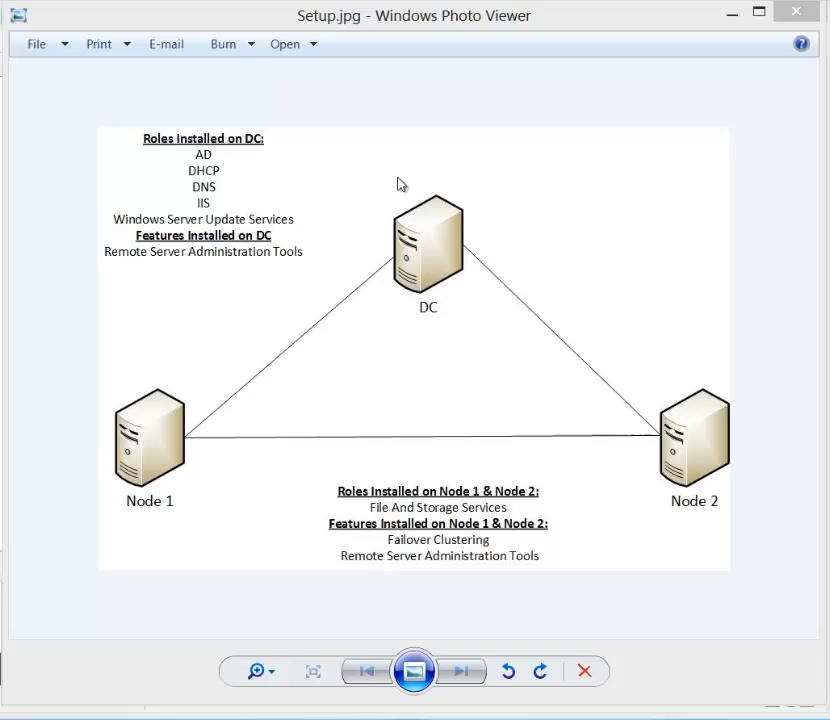 Setup.jpg - Windows Photo Viewer
File Print E-mail Burn Open
Roles Installed on DC:
AD
DHCP
DNS
IIS
Windows Server Update Services
Features Installed on DC
Remote Server Administration Tools
DC
Node 1
Node 2
Roles Installed on Node 1 & Node 2:
File And Storage Services
Features Installed on Node 1 & Node 2:
Failover Clustering
Remote Server Administration Tools